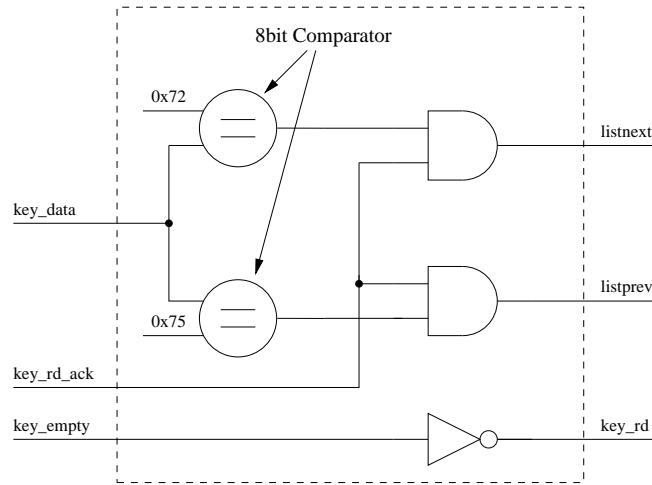 8bit Comparator
0x72
listnext
key_data
listprev
0x75
key_rd_ack
key_empty
key_rd